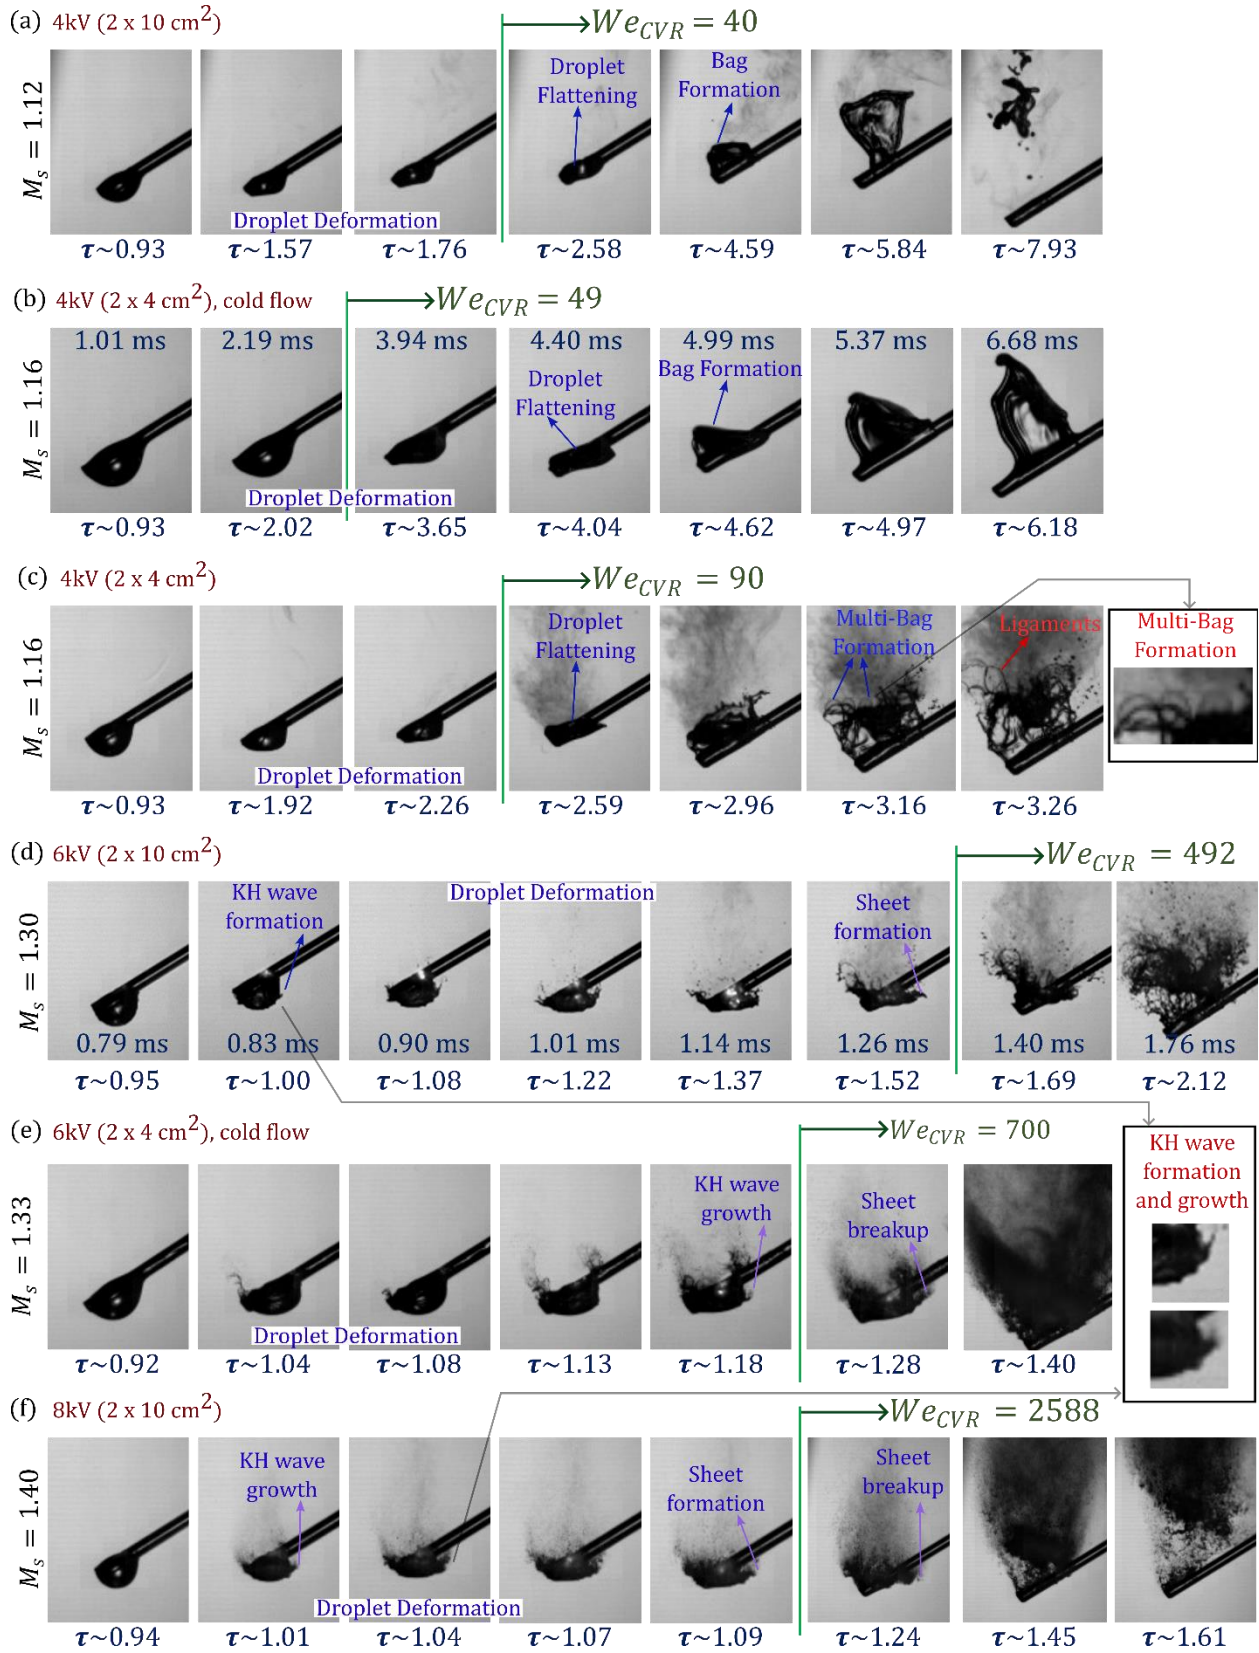 (a) 4kV (2 x 10 cm²)
We_CVR = 40
M_s = 1.12
Droplet
Flattening
Bag
Formation
Droplet Deformation
τ~0.93 τ~1.57 τ~1.76 τ~2.58 τ~4.59 τ~5.84 τ~7.93
(b) 4kV (2 x 4 cm²), cold flow
We_CVR = 49
M_s = 1.16
1.01 ms 2.19 ms 3.94 ms 4.40 ms 4.99 ms 5.37 ms 6.68 ms
Droplet
Flattening
Bag Formation
Droplet Deformation
τ~0.93 τ~2.02 τ~3.65 τ~4.04 τ~4.62 τ~4.97 τ~6.18
(c) 4kV (2 x 4 cm²)
We_CVR = 90
M_s = 1.16
Droplet
Flattening
Multi-Bag
Formation
Ligaments
Multi-Bag
Formation
Droplet Deformation
τ~0.93 τ~1.92 τ~2.26 τ~2.59 τ~2.96 τ~3.16 τ~3.26
(d) 6kV (2 x 10 cm²)
We_CVR = 492
M_s = 1.30
KH wave
formation
Droplet Deformation
Sheet
formation
0.79 ms 0.83 ms 0.90 ms 1.01 ms 1.14 ms 1.26 ms 1.40 ms 1.76 ms
τ~0.95 τ~1.00 τ~1.08 τ~1.22 τ~1.37 τ~1.52 τ~1.69 τ~2.12
(e) 6kV (2 x 4 cm²), cold flow
We_CVR = 700
M_s = 1.33
KH wave
growth
Sheet
breakup
KH wave
formation
and growth
Droplet Deformation
τ~0.92 τ~1.04 τ~1.08 τ~1.13 τ~1.18 τ~1.28 τ~1.40
(f) 8kV (2 x 10 cm²)
We_CVR = 2588
M_s = 1.40
KH wave
growth
Sheet
formation
Sheet
breakup
Droplet Deformation
τ~0.94 τ~1.01 τ~1.04 τ~1.07 τ~1.09 τ~1.24 τ~1.45 τ~1.61